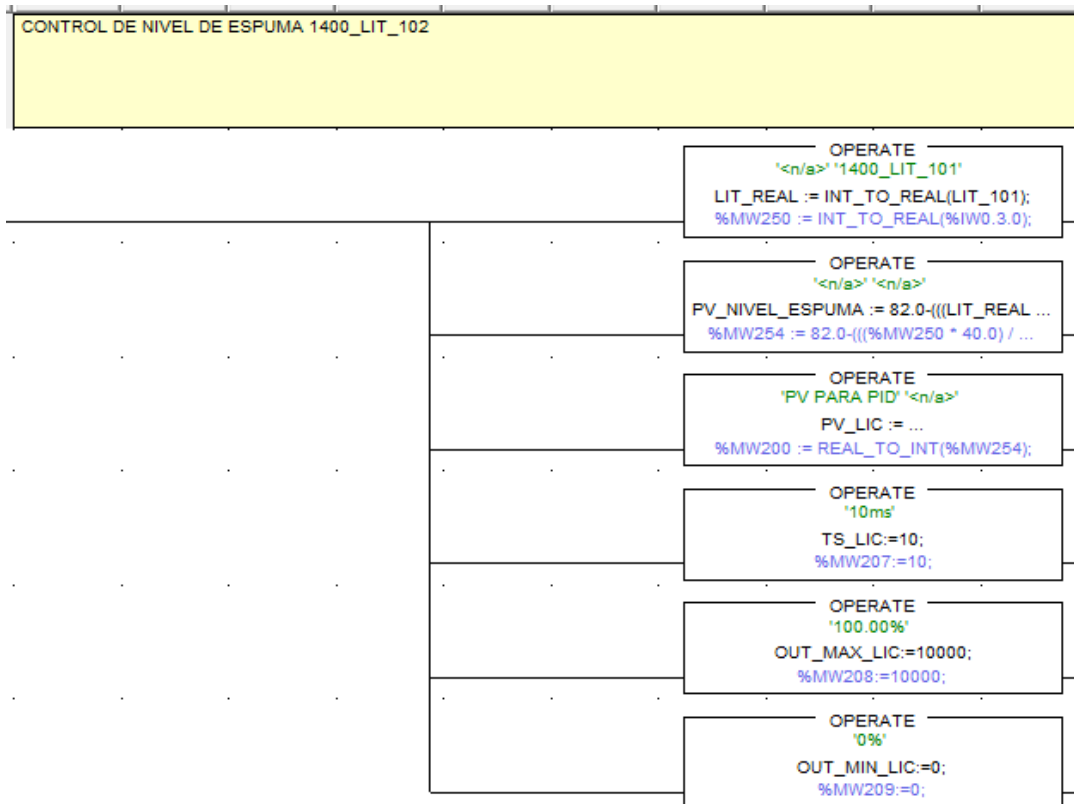 CONTROL DE NIVEL DE ESPUMA 1400_LIT_102
OPERATE
'<n/a>' '1400_LIT_101'
LIT_REAL := INT_TO_REAL(LIT_101);
%MW250 := INT_TO_REAL(%IW0.3.0);
OPERATE
'<n/a>' '<n/a>'
PV_NIVEL_ESPUMA := 82.0-(((LIT_REAL ...
%MW254 := 82.0-(((%MW250 * 40.0) / ...
OPERATE
'PV PARA PID' '<n/a>'
PV_LIC := ...
%MW200 := REAL_TO_INT(%MW254);
OPERATE
'10ms'
TS_LIC:=10;
%MW207:=10;
OPERATE
'100.00%'
OUT_MAX_LIC:=10000;
%MW208:=10000;
OPERATE
'0%'
OUT_MIN_LIC:=0;
%MW209:=0;